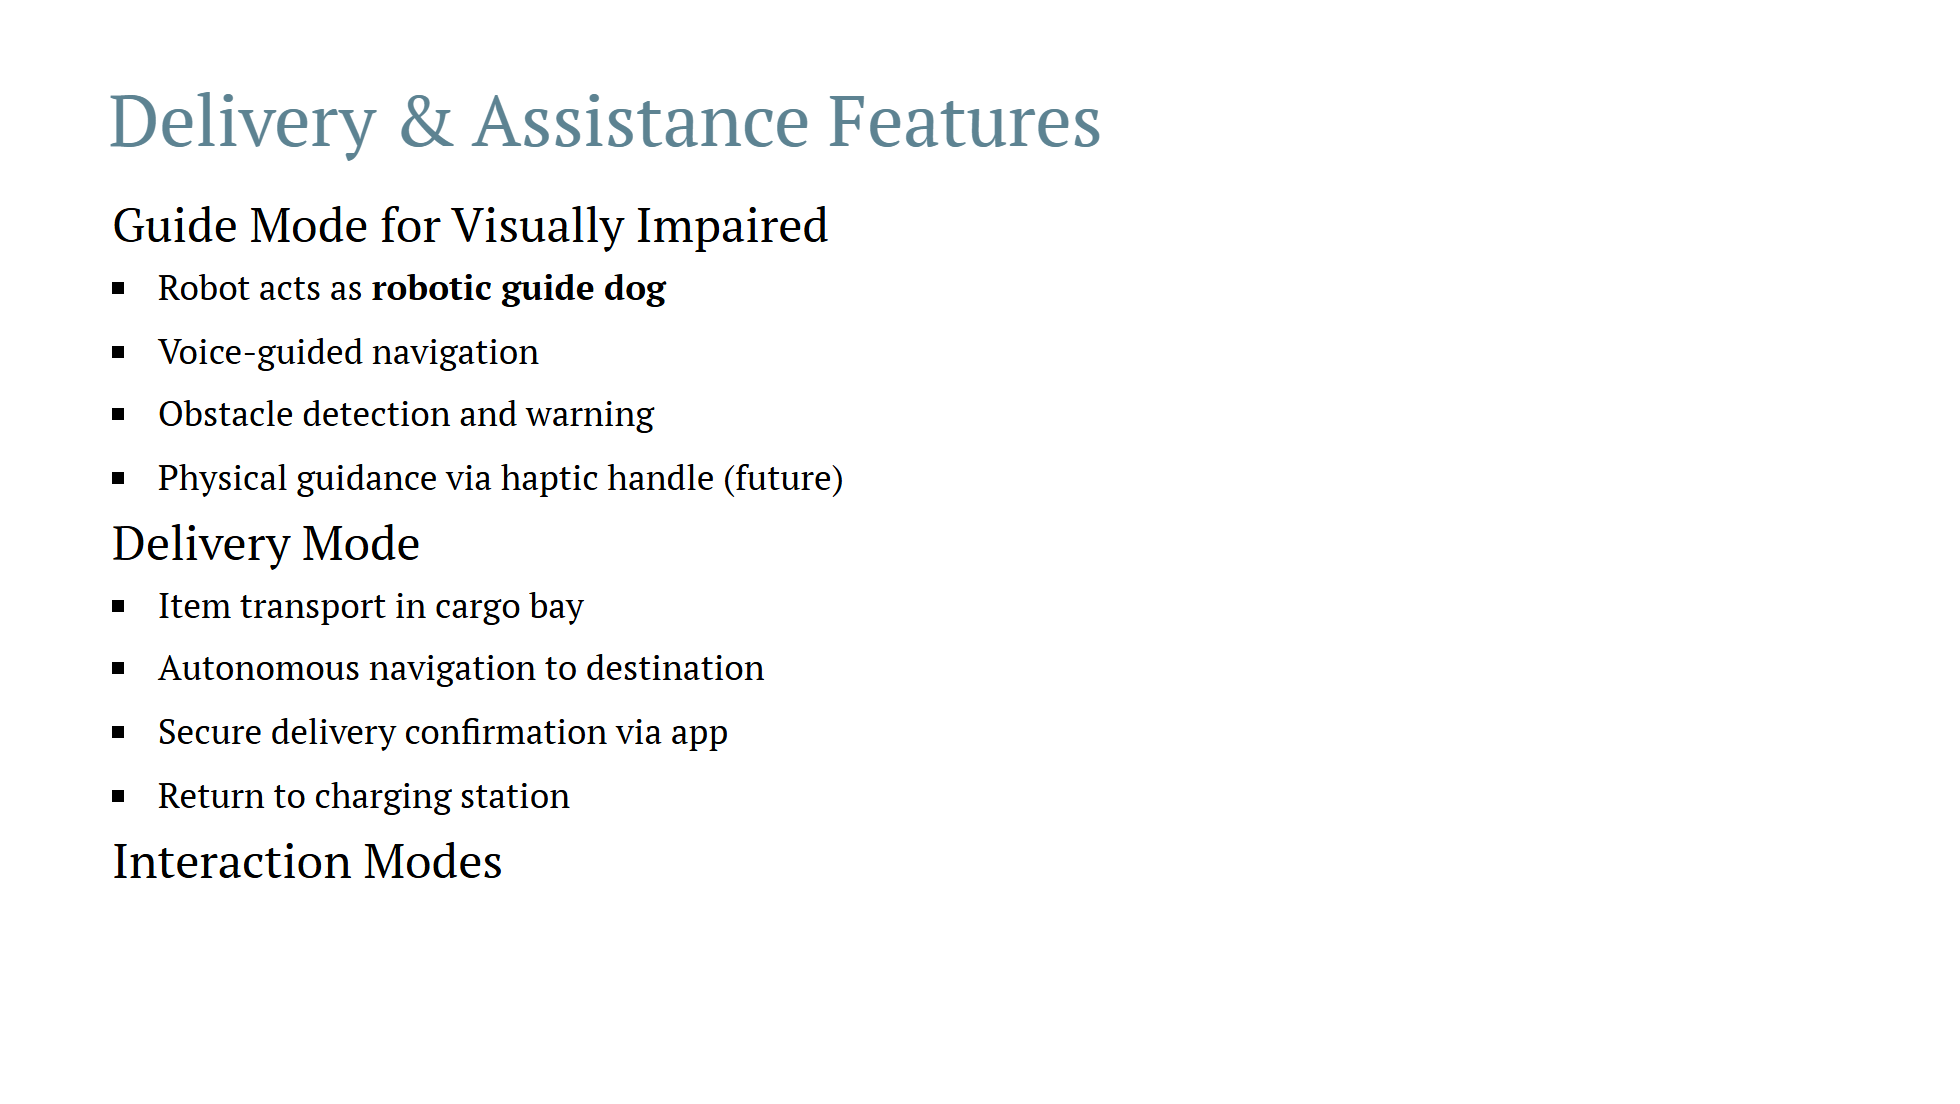 Delivery & Assistance Features
Guide Mode for Visually Impaired
▪ Robot acts as robotic guide dog
▪ Voice-guided navigation
▪ Obstacle detection and warning
▪ Physical guidance via haptic handle (future)
Delivery Mode
▪ Item transport in cargo bay
▪ Autonomous navigation to destination
▪ Secure delivery confirmation via app
▪ Return to charging station
Interaction Modes